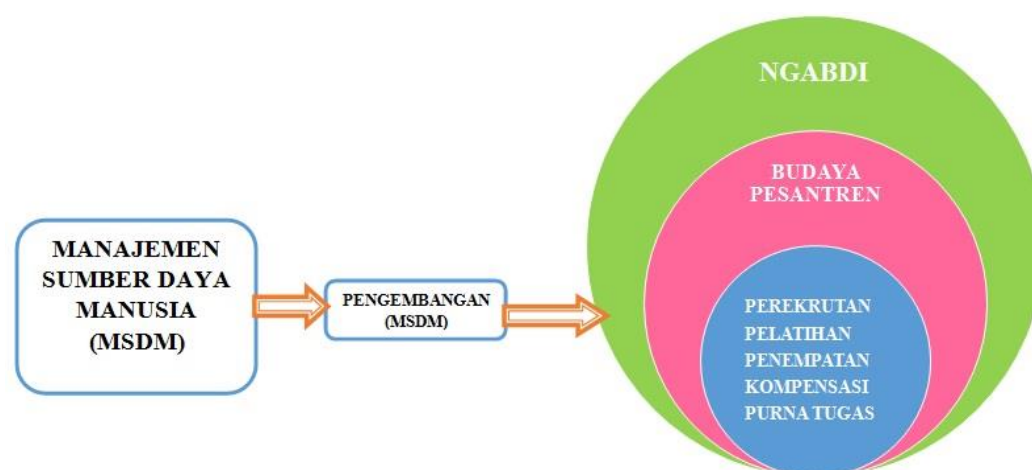 MANAJEMEN
SUMBER DAYA
MANUSIA
(MSDM)
PENGEMBANGAN
(MSDM)
NGABDI
BUDAYA
PESANTREN
PEREKRUTAN
PELATIHAN
PENEMPATAN
KOMPENSASI
PURNA TUGAS